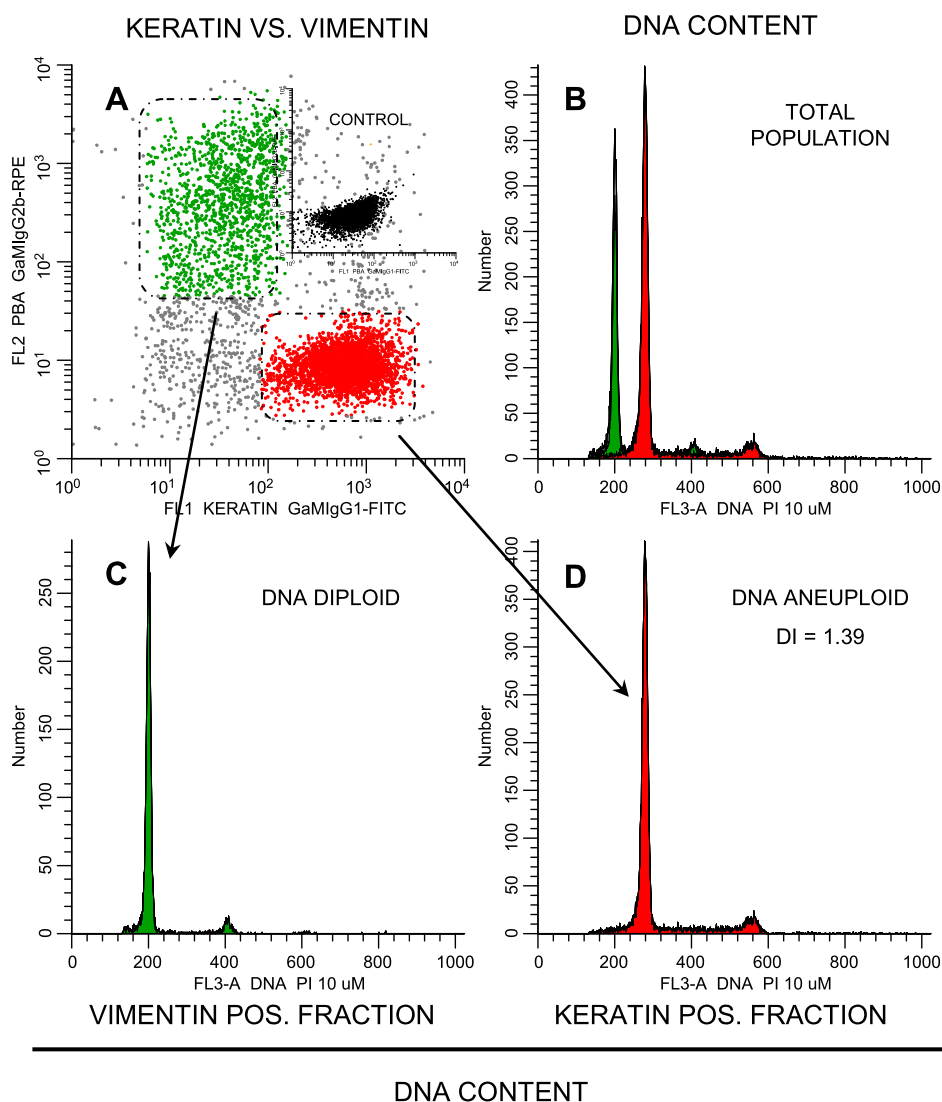 KERATIN VS. VIMENTIN
DNA CONTENT
A
CONTROL
FL2 PBA GaMIgG2b-RPE
10^4
10^3
10^2
10^1
10^0
10^0 10^1 10^2 10^3 10^4
FL1 KERATIN GaMIgG1-FITC
FL1 PBA GaMIgG1-FITC
B
TOTAL
POPULATION
Number
400
350
300
250
200
150
100
50
0
0 200 400 600 800 1000
FL3-A DNA PI 10 uM
C
DNA DIPLOID
Number
250
200
150
100
50
0
0 200 400 600 800 1000
FL3-A DNA PI 10 uM
VIMENTIN POS. FRACTION
D
DNA ANEUPLOID
DI = 1.39
Number
400
350
300
250
200
150
100
50
0
0 200 400 600 800 1000
FL3-A DNA PI 10 uM
KERATIN POS. FRACTION
DNA CONTENT